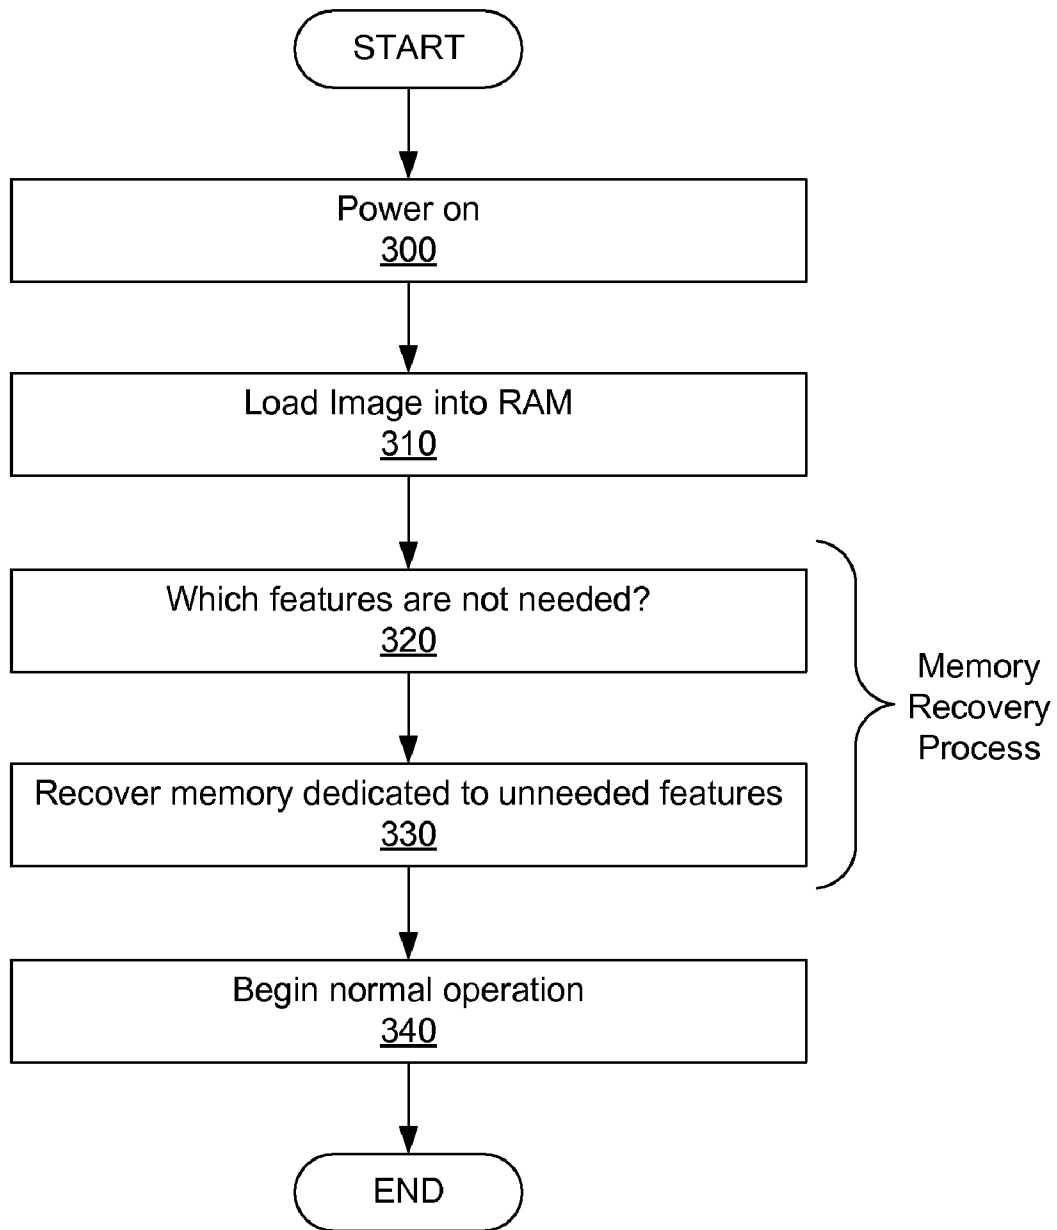 START
Power on
300
Load Image into RAM
310
Which features are not needed?
320
Recover memory dedicated to unneeded features
330
Memory
Recovery
Process
Begin normal operation
340
END